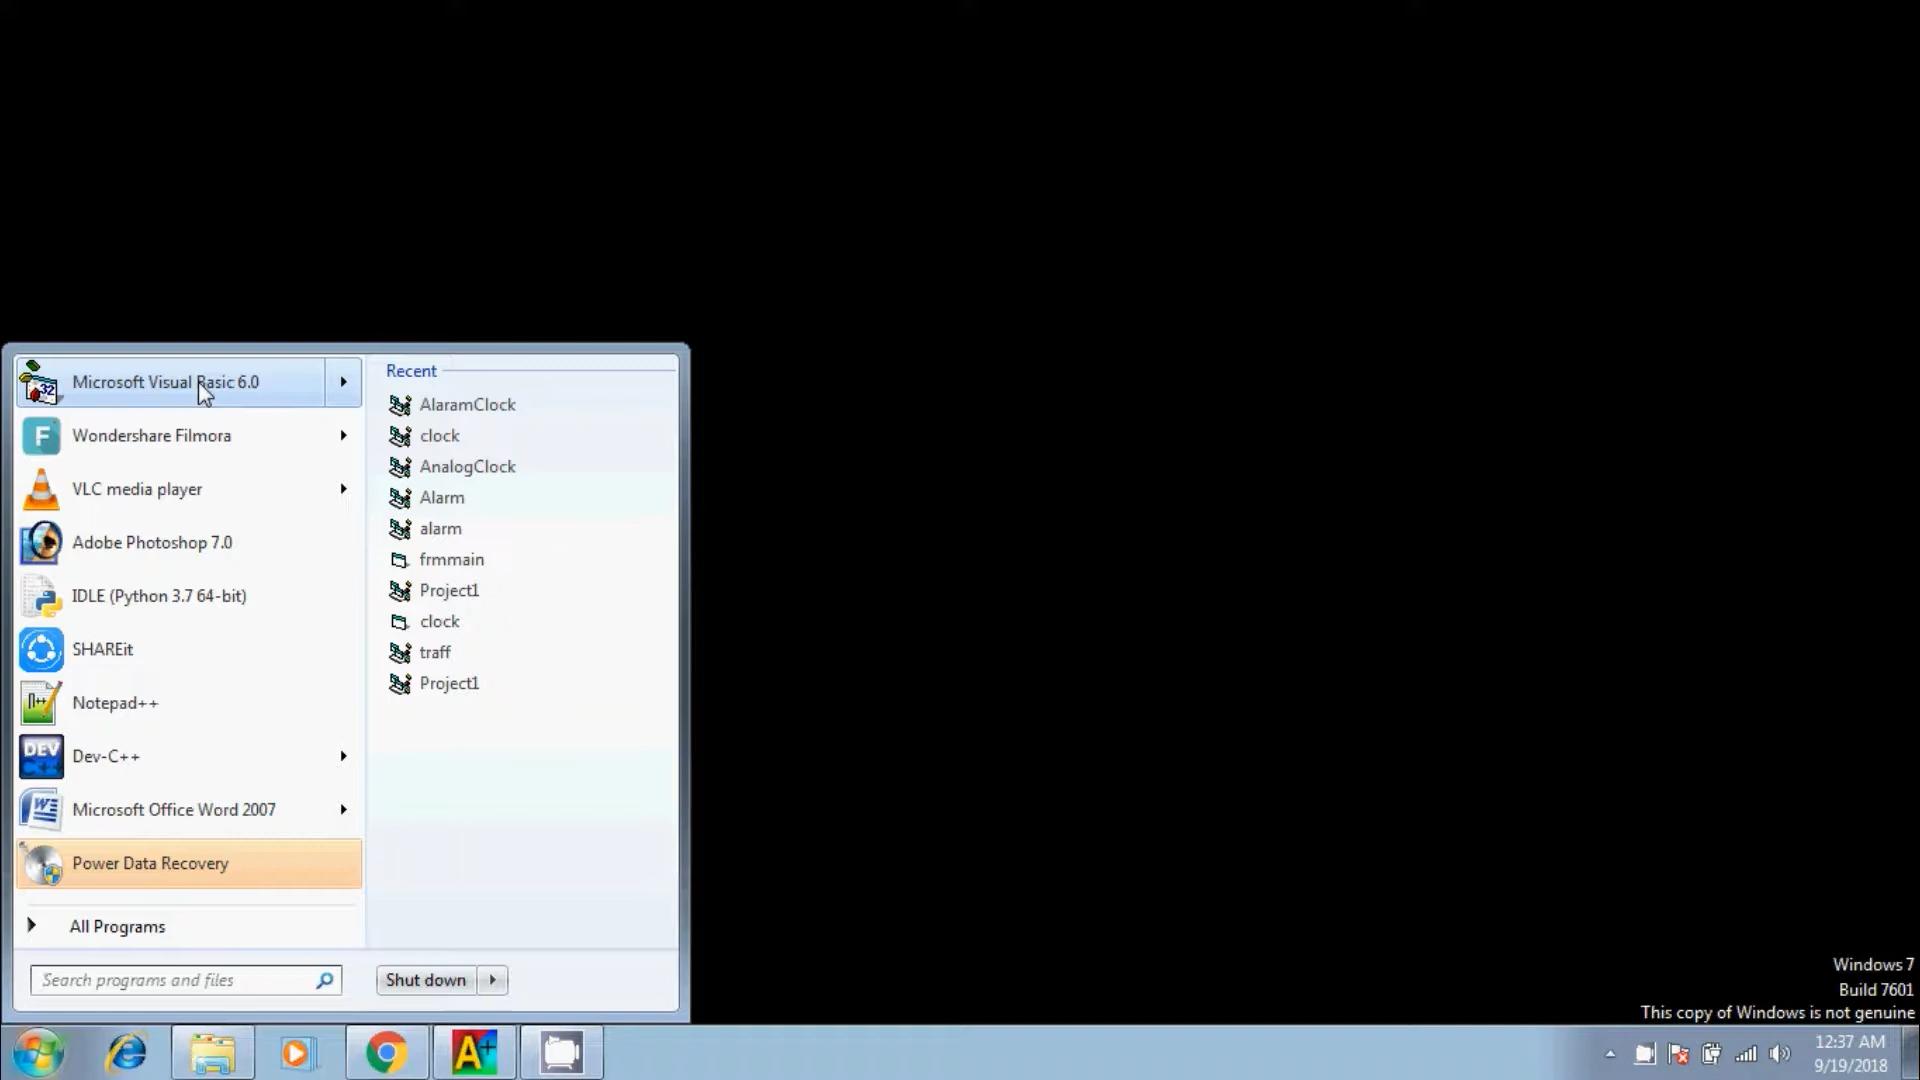 Microsoft Visual Basic 6.0
Wondershare Filmora
VLC media player
Adobe Photoshop 7.0
IDLE (Python 3.7 64-bit)
SHAREit
Notepad++
Dev-C++
Microsoft Office Word 2007
Power Data Recovery
All Programs
Search programs and files
Recent
AlaramClock
clock
AnalogClock
Alarm
alarm
frmmain
Project1
clock
traff
Project1
Shut down
Windows 7
Build 7601
This copy of Windows is not genuine
12:37 AM
9/19/2018